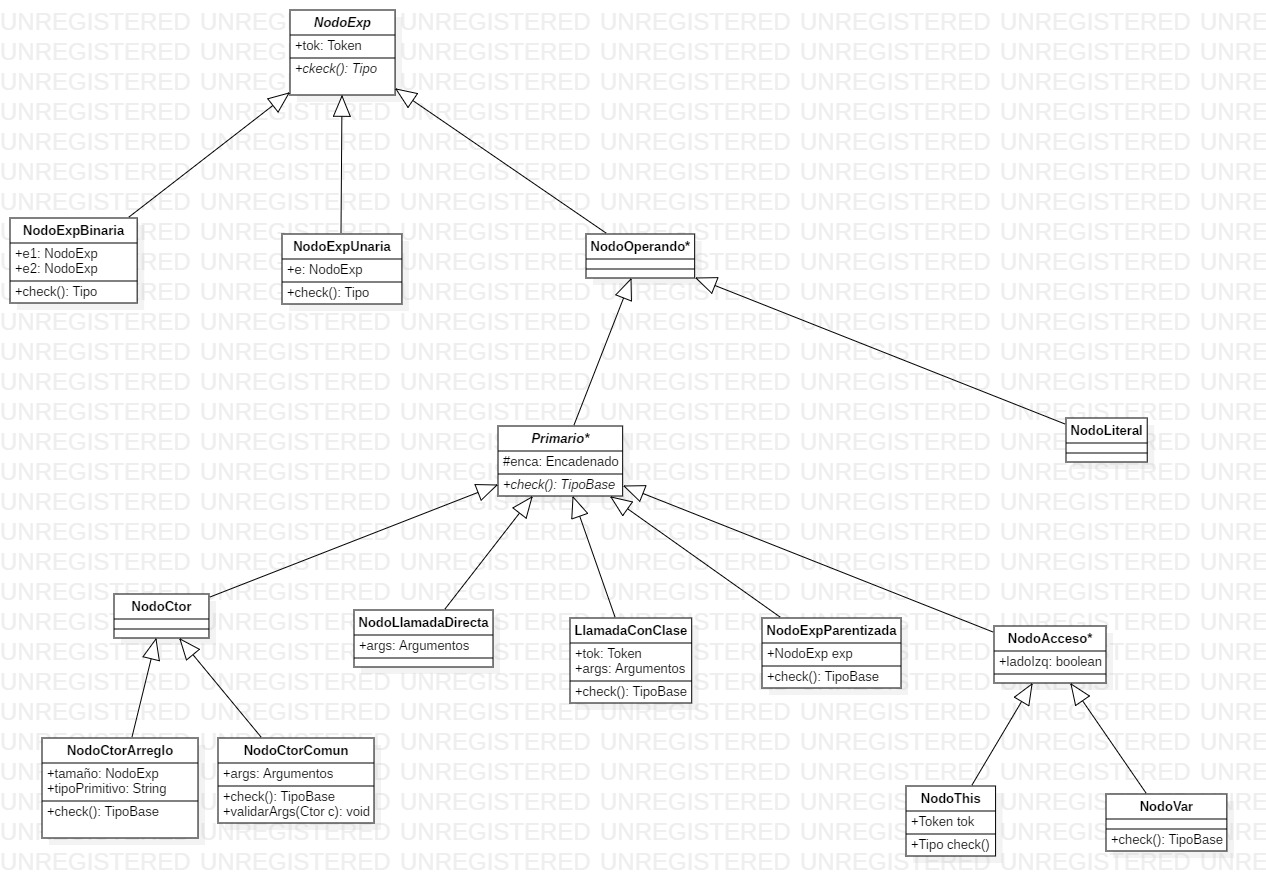 NodoExp
+tok: Token
+ckeck(): Tipo
NodoExpBinaria
+e1: NodoExp
+e2: NodoExp
+check(): Tipo
NodoExpUnaria
+e: NodoExp
+check(): Tipo
NodoOperando*
Primario*
#enca: Encadenado
+check(): TipoBase
NodoLiteral
NodoCtor
NodoLlamadaDirecta
+args: Argumentos
LlamadaConClase
+tok: Token
+args: Argumentos
+check(): TipoBase
NodoExpParentizada
+NodoExp exp
+check(): TipoBase
NodoAcceso*
+ladoIzq: boolean
NodoCtorArreglo
+tamaño: NodoExp
+tipoPrimitivo: String
+check(): TipoBase
NodoCtorComun
+args: Argumentos
+check(): TipoBase
+validarArgs(Ctor c): void
NodoThis
+Token tok
+Tipo check()
NodoVar
+check(): TipoBase
UNREGISTERED